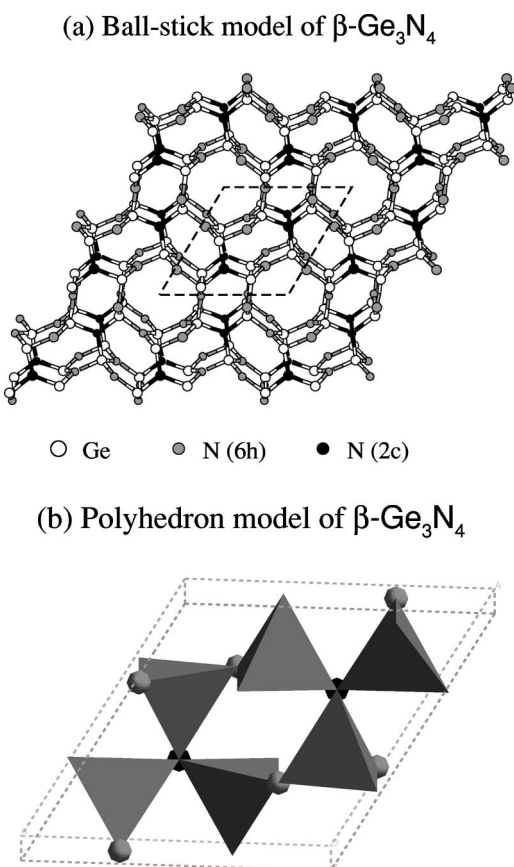 (a) Ball-stick model of β-Ge₃N₄
Ge N (6h) N (2c)
(b) Polyhedron model of β-Ge₃N₄
A